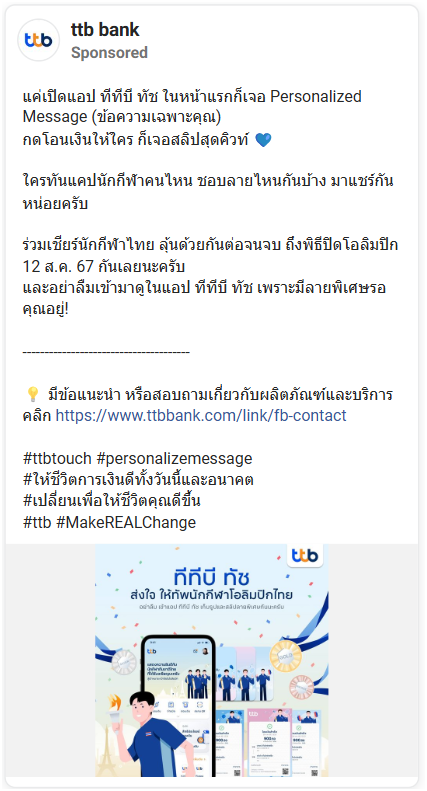 ttb bank
Sponsored
แค่เปิดแอป ทีทีบี ทัช ในหน้าแรกก็เจอ Personalized
Message (ข้อความเฉพาะคุณ)
กดโอนเงินให้ใคร ก็เจอสลิปสุดคิวท์ 💙
ใครทันแคปนักกีฬาคนไหน ชอบลายไหนกันบ้าง มาแชร์กัน
หน่อยครับ
ร่วมเชียร์นักกีฬาไทย ลุ้นด้วยกันต่อจนจบ ถึงพิธีปิดโอลิมปิก
12 ส.ค. 67 กันเลยนะครับ
และอย่าลืมเข้ามาดูในแอป ทีทีบี ทัช เพราะมีลายพิเศษรอ
คุณอยู่!
-------------------------------------
💡 มีข้อแนะนำ หรือสอบถามเกี่ยวกับผลิตภัณฑ์และบริการ
คลิก https://www.ttbbank.com/link/fb-contact
#ttbtouch #personalizemessage
#ให้ชีวิตการเงินดีทั้งวันนี้และอนาคต
#เปลี่ยนเพื่อให้ชีวิตคุณดีขึ้น
#ttb #MakeREALChange
ttb
ทีทีบี ทัช
ส่งใจ ให้ทัพนักกีฬาโอลิมปิกไทย